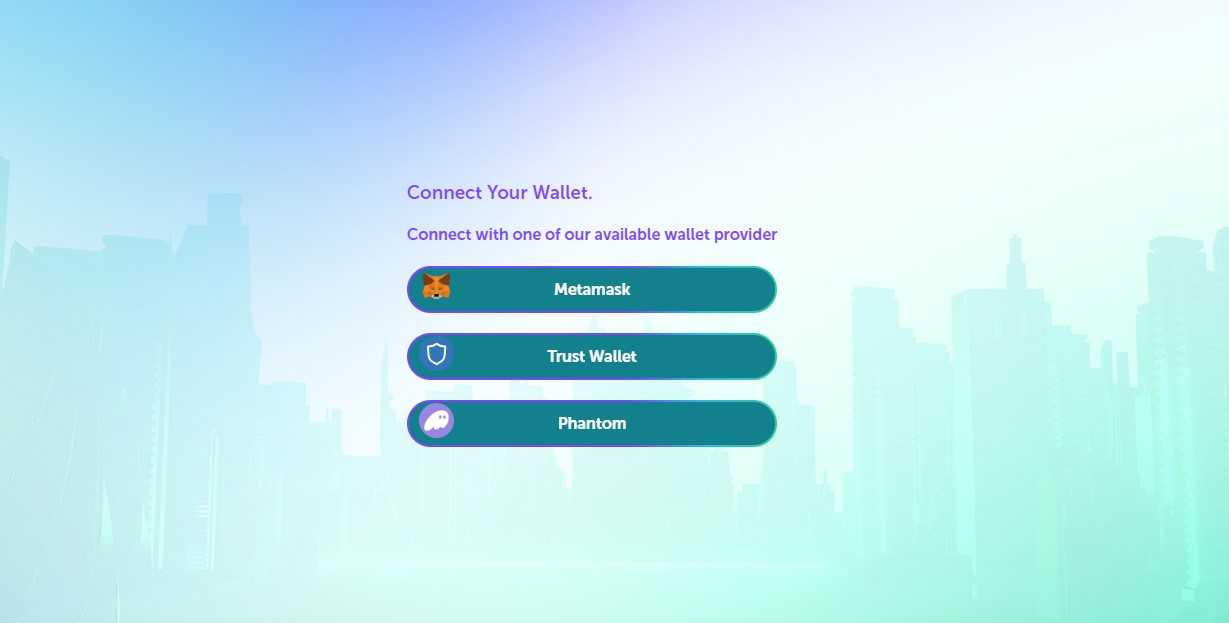 Connect Your Wallet.
Connect with one of our available wallet provider
Metamask
Trust Wallet
Phantom